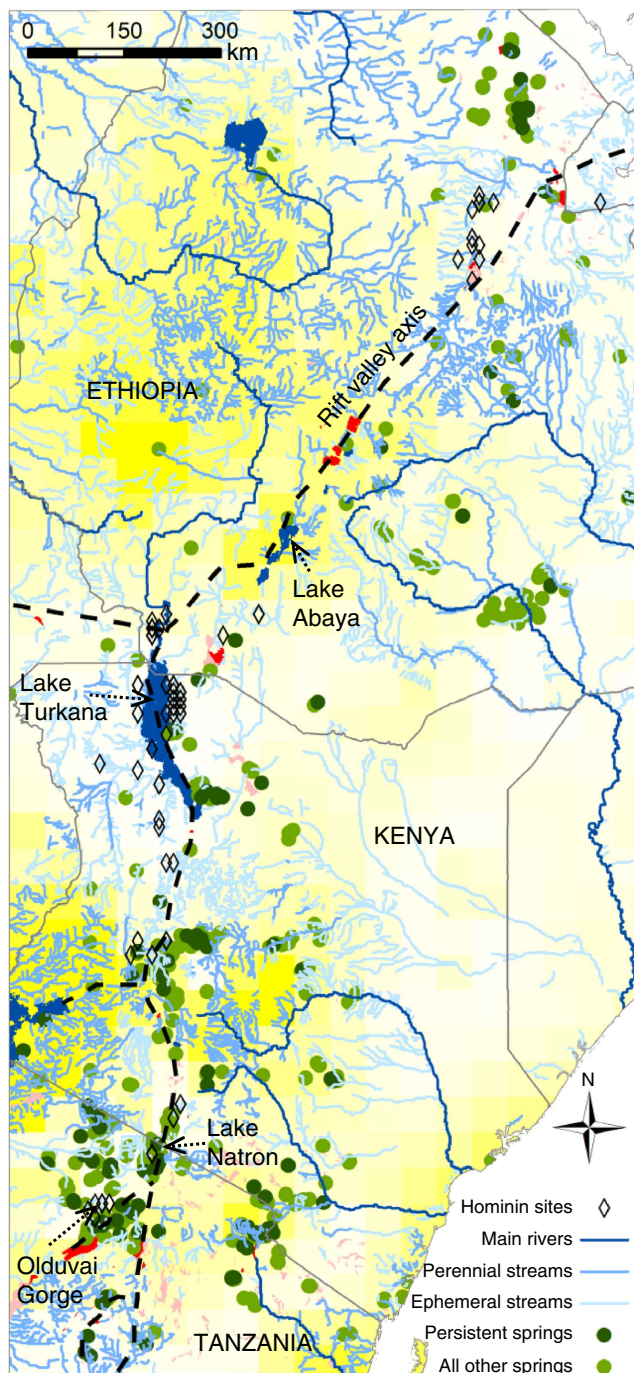 0 150 300
km
ETHIOPIA
Rift valley axis
Lake
Abaya
Lake
Turkana
KENYA
N
Lake
Natron
Olduvai
Gorge
TANZANIA
Hominin sites
Main rivers
Perennial streams
Ephemeral streams
Persistent springs
All other springs